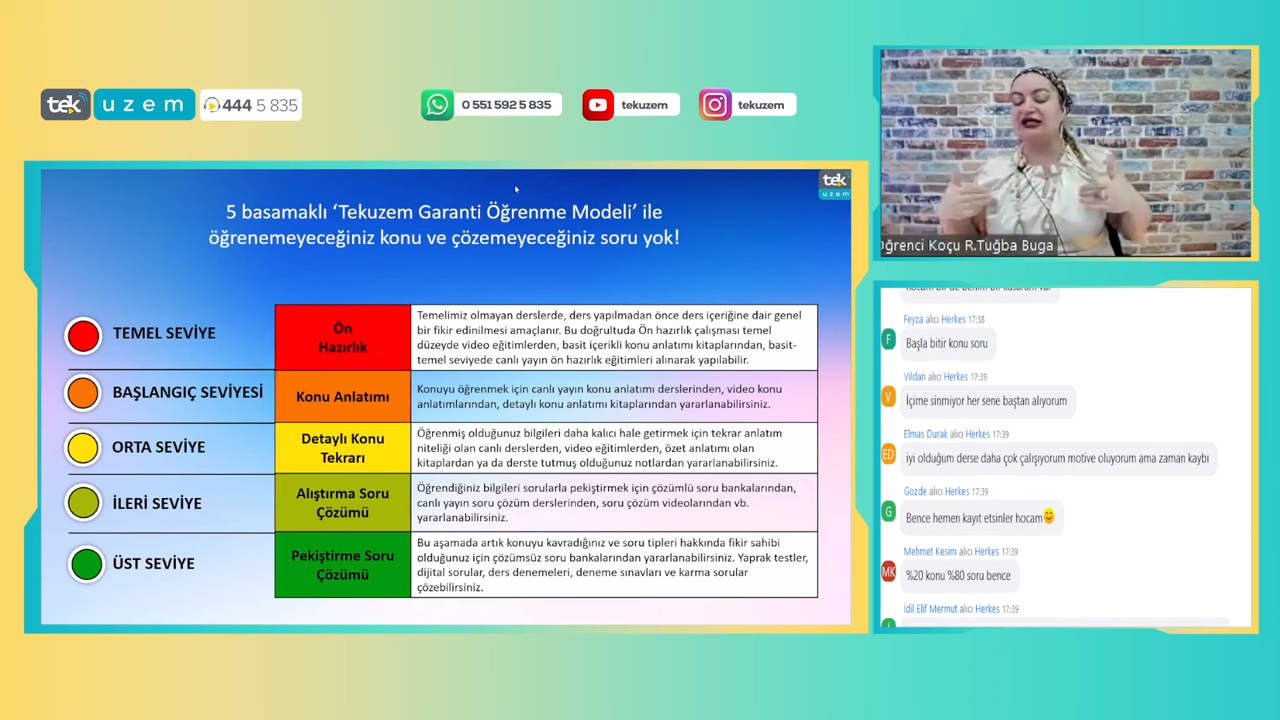 tek
uzem
444 5 835
0 551 592 5 835
tekuzem
tekuzem
tek
uzem
5 basamaklı ‘Tekuzem Garanti Öğrenme Modeli’ ile
öğrenemeyeceğiniz konu ve çözemeyeceğiniz soru yok!
TEMEL SEVİYE
Ön
Hazırlık
Temelimiz olmayan derslerde, ders yapılmadan önce ders içeriğine dair genel
bir fikir edinilmesi amaçlanır. Bu doğrultuda Ön hazırlık çalışması temel
düzeyde video eğitimlerden, basit içerikli konu anlatımı kitaplarından, basit-
temel seviyede canlı yayın ön hazırlık eğitimleri alınarak yapılabilir.
BAŞLANGIÇ SEVİYESİ
Konu Anlatımı
Konuyu öğrenmek için canlı yayın konu anlatımı derslerinden, video konu
anlatımlarından, detaylı konu anlatımı kitaplarından yararlanabilirsiniz.
ORTA SEVİYE
Detaylı Konu
Tekrarı
Öğrenmiş olduğunuz bilgileri daha kalıcı hale getirmek için tekrar anlatım
niteliği olan canlı derslerden, video eğitimlerden, özet anlatımı olan
kitaplardan ya da derste tutmuş olduğunuz notlardan yararlanabilirsiniz.
İLERİ SEVİYE
Alıştırma Soru
Çözümü
Öğrendiğiniz bilgileri sorularla pekiştirmek için çözümlü soru bankalarından,
canlı yayın soru çözüm derslerinden, soru çözüm videolarından vb.
yararlanabilirsiniz.
ÜST SEVİYE
Pekiştirme Soru
Çözümü
Bu aşamada artık konuyu kavradığınız ve soru tipleri hakkında fikir sahibi
olduğunuz için çözümsüz soru bankalarından yararlanabilirsiniz. Yaprak testler,
dijital sorular, ders denemeleri, deneme sınavları ve karma sorular
çözebilirsiniz.
Öğrenci Koçu R.Tuğba Buga
Feyza alıcı Herkes 17:38
F
Başla bitir konu soru
Vildan alıcı Herkes 17:39
V
İçime sinmiyor her sene baştan alıyorum
Elmas Durak alıcı Herkes 17:39
ED
iyi olduğum derse daha çok çalışıyorum motive oluyorum ama zaman kaybı
Gozde alıcı Herkes 17:39
G
Bence hemen kayıt etsinler hocam😊
Mehmet Kesim alıcı Herkes 17:39
MK
%20 konu %80 soru bence
İdil Elif Mermut alıcı Herkes 17:39